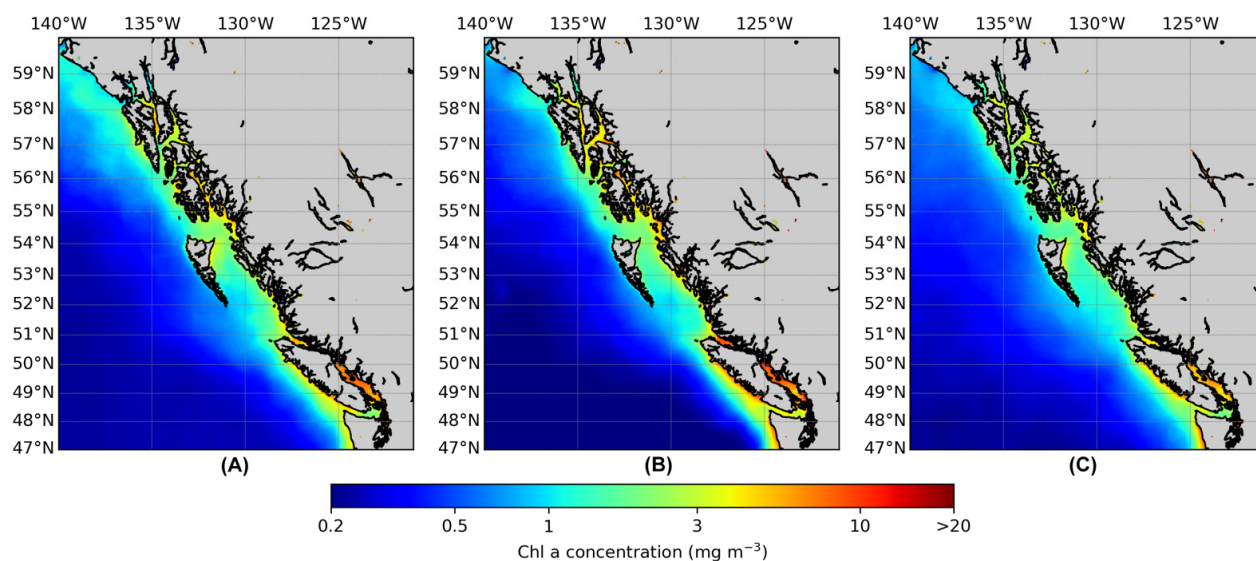 140°W 135°W 130°W 125°W 140°W 135°W 130°W 125°W 140°W 135°W 130°W 125°W
59°N 59°N 59°N
58°N 58°N 58°N
57°N 57°N 57°N
56°N 56°N 56°N
55°N 55°N 55°N
54°N 54°N 54°N
53°N 53°N 53°N
52°N 52°N 52°N
51°N 51°N 51°N
50°N 50°N 50°N
49°N 49°N 49°N
48°N 48°N 48°N
47°N 47°N 47°N
(A) (B) (C)
0.2 0.5 1 3 10 >20
Chl a concentration (mg m⁻³)